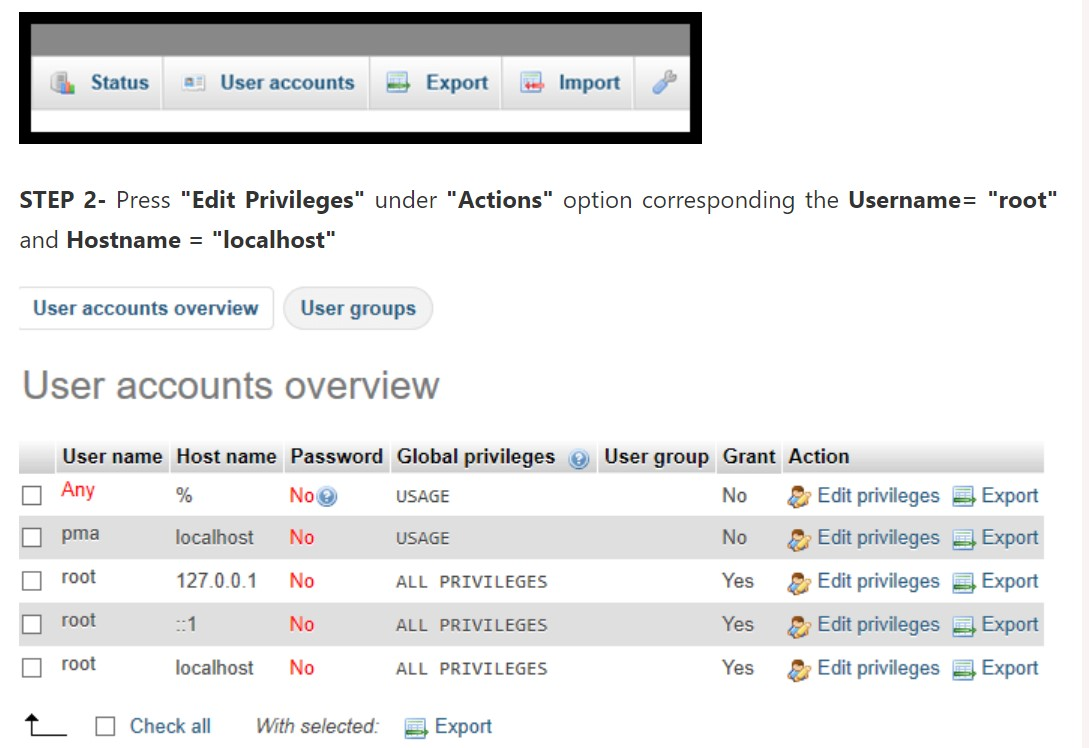 Status User accounts Export Import
STEP 2- Press "Edit Privileges" under "Actions" option corresponding the Username= "root"
and Hostname = "localhost"
User accounts overview User groups
User accounts overview
User name Host name Password Global privileges User group Grant Action
Any % No USAGE No Edit privileges Export
pma localhost No USAGE No Edit privileges Export
root 127.0.0.1 No ALL PRIVILEGES Yes Edit privileges Export
root ::1 No ALL PRIVILEGES Yes Edit privileges Export
root localhost No ALL PRIVILEGES Yes Edit privileges Export
Check all With selected: Export